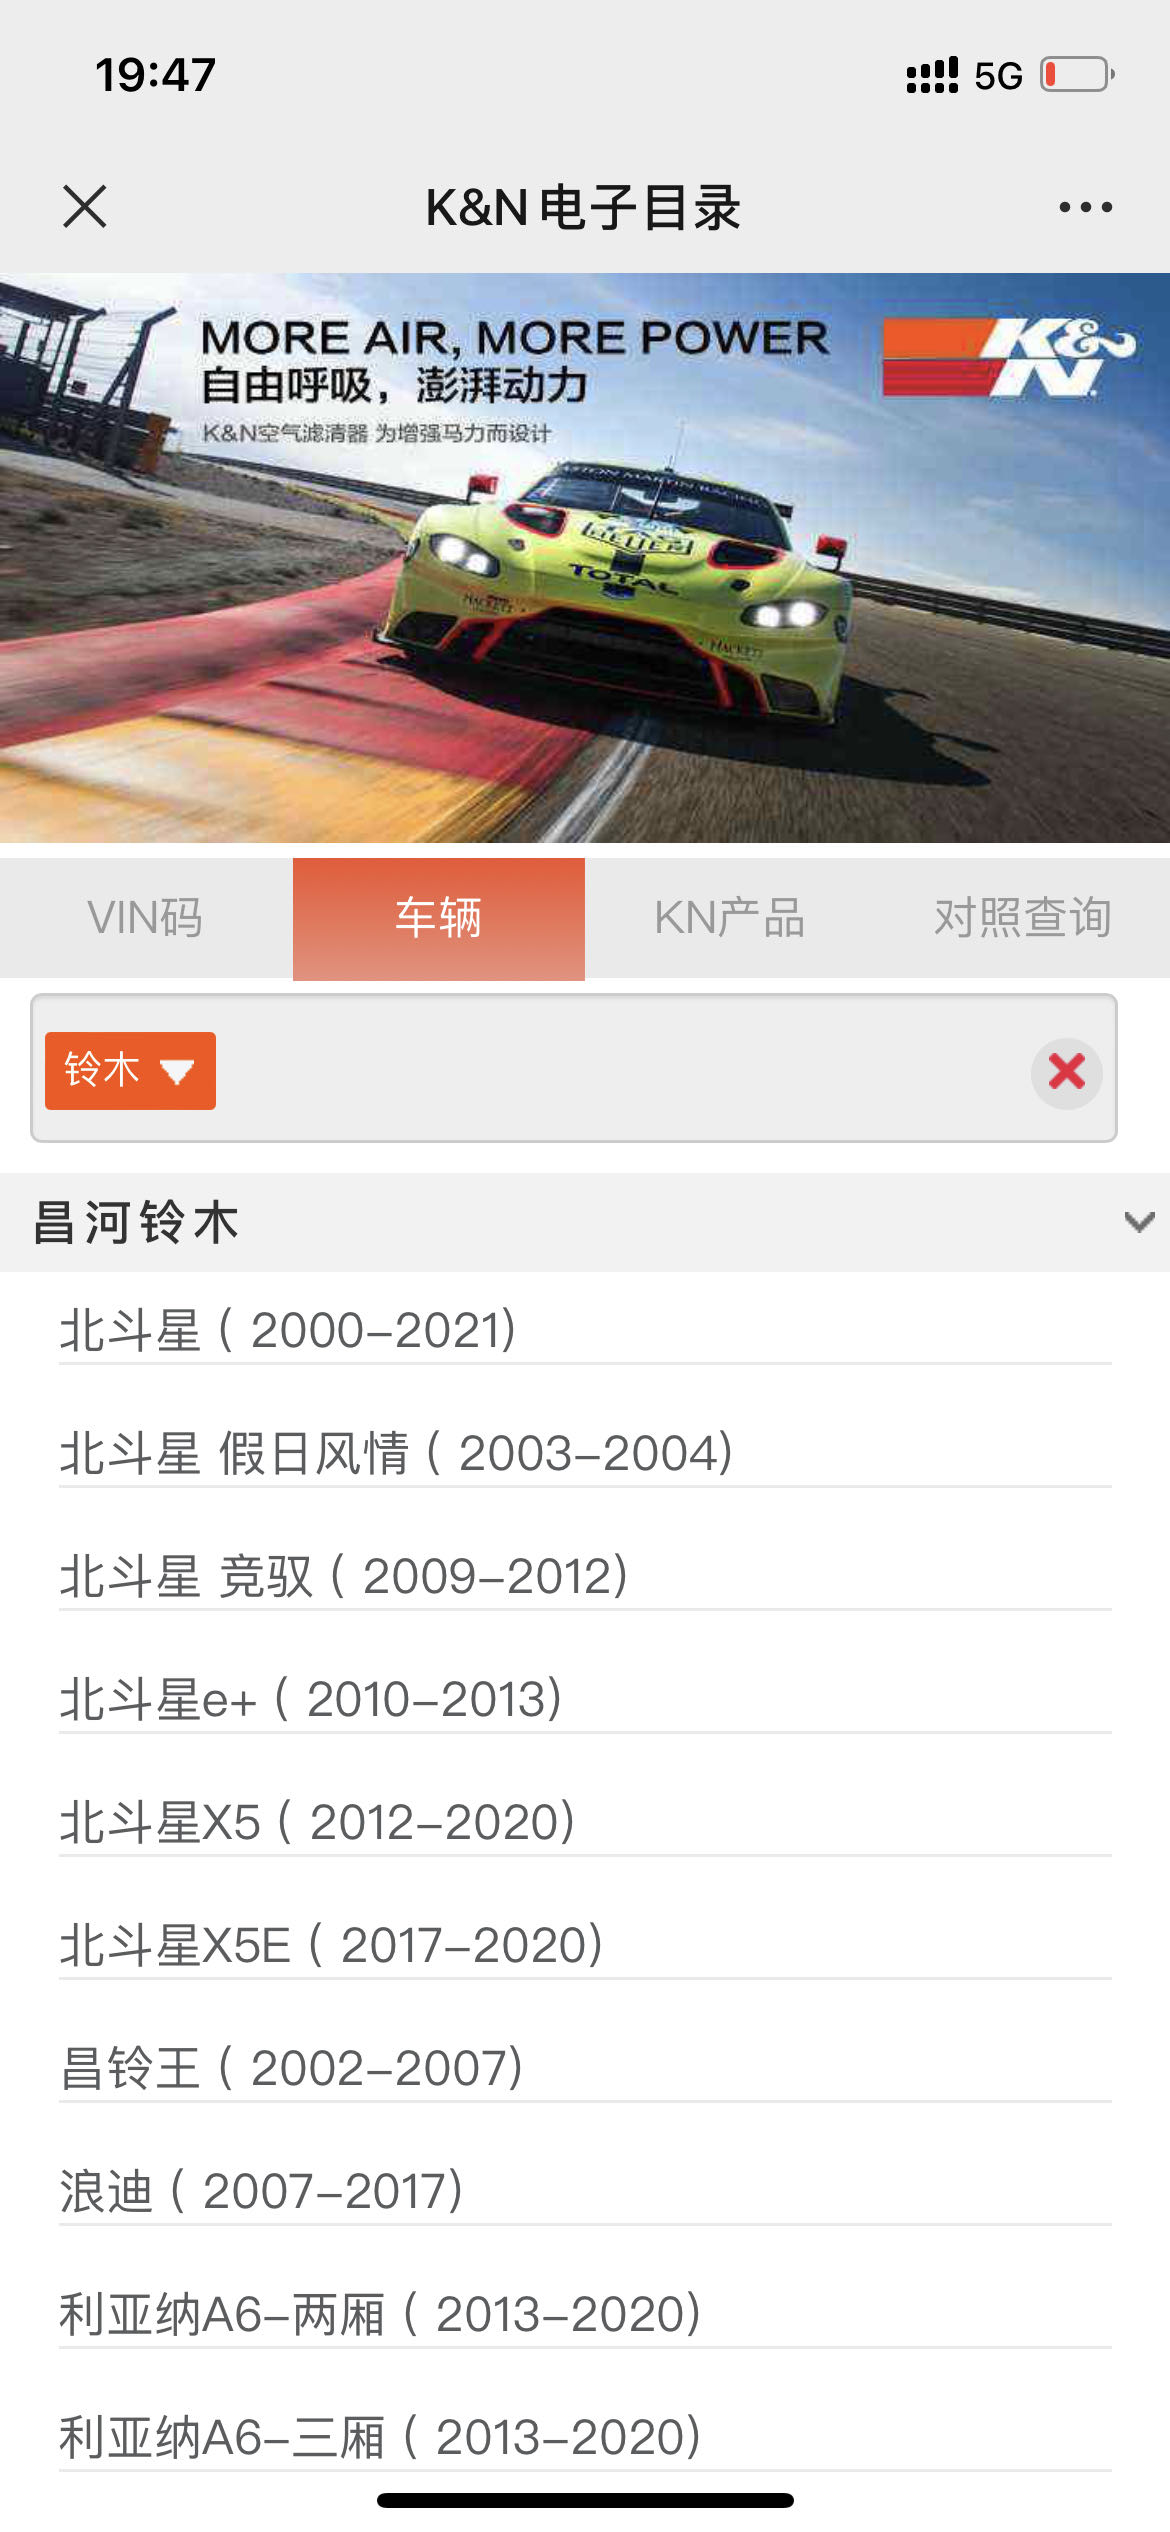 19:47
5G
K&N电子目录
MORE AIR, MORE POWER
自由呼吸，澎湃动力
K&N空气滤清器 为增强马力而设计
K&N
TOTAL
VIN码
车辆
KN产品
对照查询
铃木
昌河铃木
北斗星 ( 2000-2021)
北斗星 假日风情 ( 2003-2004)
北斗星 竞驭 ( 2009-2012)
北斗星e+ ( 2010-2013)
北斗星X5 ( 2012-2020)
北斗星X5E ( 2017-2020)
昌铃王 ( 2002-2007)
浪迪 ( 2007-2017)
利亚纳A6-两厢 ( 2013-2020)
利亚纳A6-三厢 ( 2013-2020)